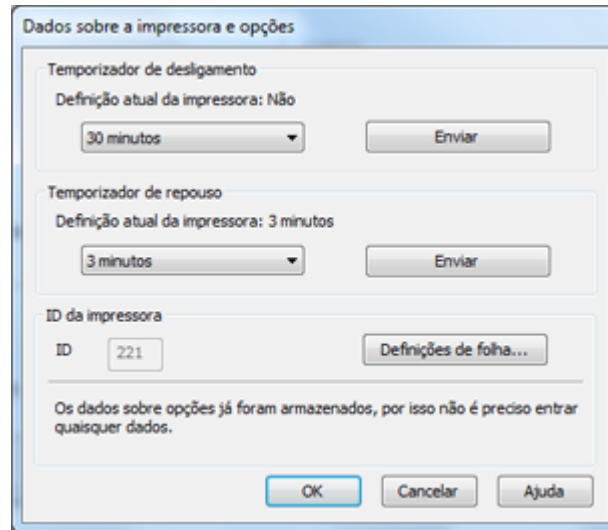 Dados sobre a impressora e opções
Temporizador de desligamento
Definição atual da impressora: Não
30 minutos
Enviar
Temporizador de repouso
Definição atual da impressora: 3 minutos
3 minutos
Enviar
ID da impressora
ID
221
Definições de folha...
Os dados sobre opções já foram armazenados, por isso não é preciso entrar
quaisquer dados.
OK
Cancelar
Ajuda